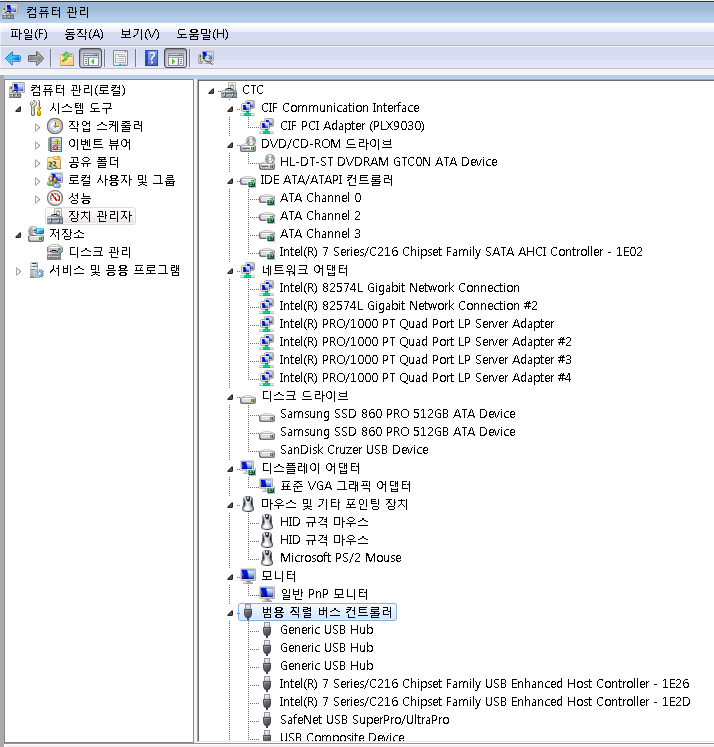 컴퓨터 관리
파일(F) 동작(A) 보기(V) 도움말(H)
컴퓨터 관리(로컬)
시스템 도구
작업 스케줄러
이벤트 뷰어
공유 폴더
로컬 사용자 및 그룹
성능
장치 관리자
저장소
디스크 관리
서비스 및 응용 프로그램
CTC
CIF Communication Interface
CIF PCI Adapter (PLX9030)
DVD/CD-ROM 드라이브
HL-DT-ST DVDRAM GTC0N ATA Device
IDE ATA/ATAPI 컨트롤러
ATA Channel 0
ATA Channel 2
ATA Channel 3
Intel(R) 7 Series/C216 Chipset Family SATA AHCI Controller - 1E02
네트워크 어댑터
Intel(R) 82574L Gigabit Network Connection
Intel(R) 82574L Gigabit Network Connection #2
Intel(R) PRO/1000 PT Quad Port LP Server Adapter
Intel(R) PRO/1000 PT Quad Port LP Server Adapter #2
Intel(R) PRO/1000 PT Quad Port LP Server Adapter #3
Intel(R) PRO/1000 PT Quad Port LP Server Adapter #4
디스크 드라이브
Samsung SSD 860 PRO 512GB ATA Device
Samsung SSD 860 PRO 512GB ATA Device
SanDisk Cruzer USB Device
디스플레이 어댑터
표준 VGA 그래픽 어댑터
마우스 및 기타 포인팅 장치
HID 규격 마우스
HID 규격 마우스
Microsoft PS/2 Mouse
모니터
일반 PnP 모니터
범용 직렬 버스 컨트롤러
Generic USB Hub
Generic USB Hub
Generic USB Hub
Intel(R) 7 Series/C216 Chipset Family USB Enhanced Host Controller - 1E26
Intel(R) 7 Series/C216 Chipset Family USB Enhanced Host Controller - 1E2D
SafeNet USB SuperPro/UltraPro
USB Composite Device